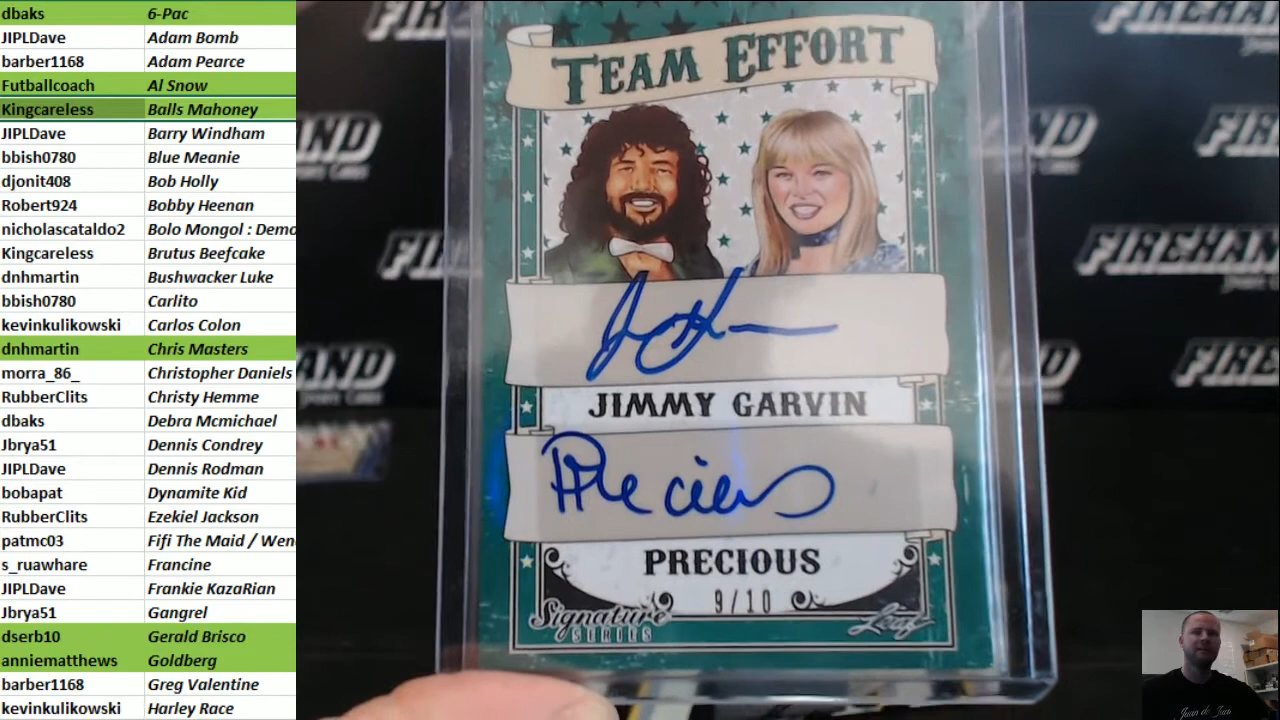 dbaks 6-Pac
JIPLDave Adam Bomb
barber1168 Adam Pearce
Futballcoach Al Snow
Kingcareless Balls Mahoney
JIPLDave Barry Windham
bbish0780 Blue Meanie
djonit408 Bob Holly
Robert924 Bobby Heenan
nicholascataldo2 Bolo Mongol : Demo
Kingcareless Brutus Beefcake
dnhmartin Bushwacker Luke
bbish0780 Carlito
kevinkulikowski Carlos Colon
dnhmartin Chris Masters
morra_86_ Christopher Daniels
RubberClits Christy Hemme
dbaks Debra Mcmichael
Jbrya51 Dennis Condrey
JIPLDave Dennis Rodman
bobapat Dynamite Kid
RubberClits Ezekiel Jackson
patmc03 Fifi The Maid / Wen
s_ruawhare Francine
JIPLDave Frankie KazaRian
Jbrya51 Gangrel
dserb10 Gerald Brisco
anniematthews Goldberg
barber1168 Greg Valentine
kevinkulikowski Harley Race
TEAM EFFORT
JIMMY GARVIN
Precious
PRECIOUS
9/10
Signature
SERIES
Leaf
FIREHAND
FIREHAND
FIREHAND